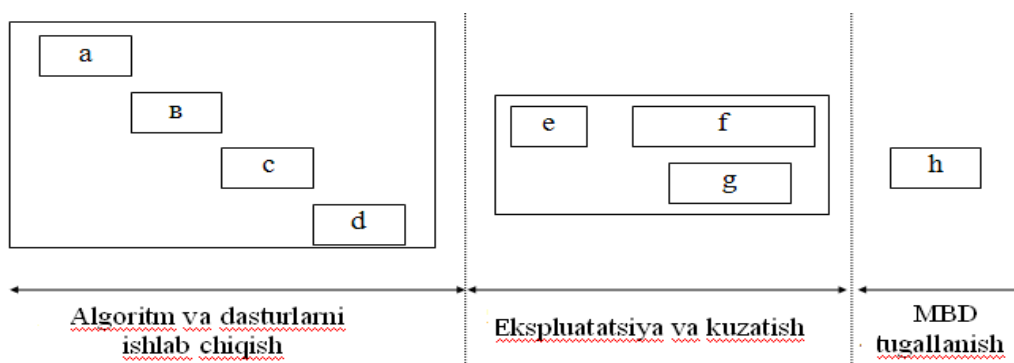 a
в
c
d
e
f
g
h
Algoritm va dasturlarni
ishlab chiqish
Ekspluatatsiya va kuzatish
MBD
tugallanish